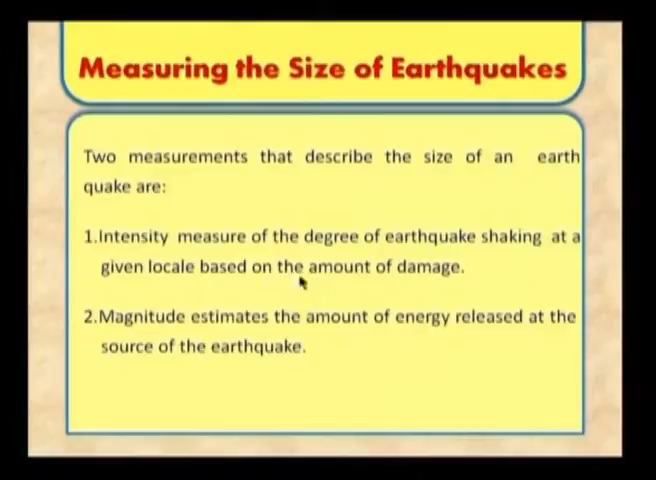 Measuring the Size of Earthquakes
Two measurements that describe the size of an earth
quake are:
1.Intensity measure of the degree of earthquake shaking at a
given locale based on the amount of damage.
2.Magnitude estimates the amount of energy released at the
source of the earthquake.